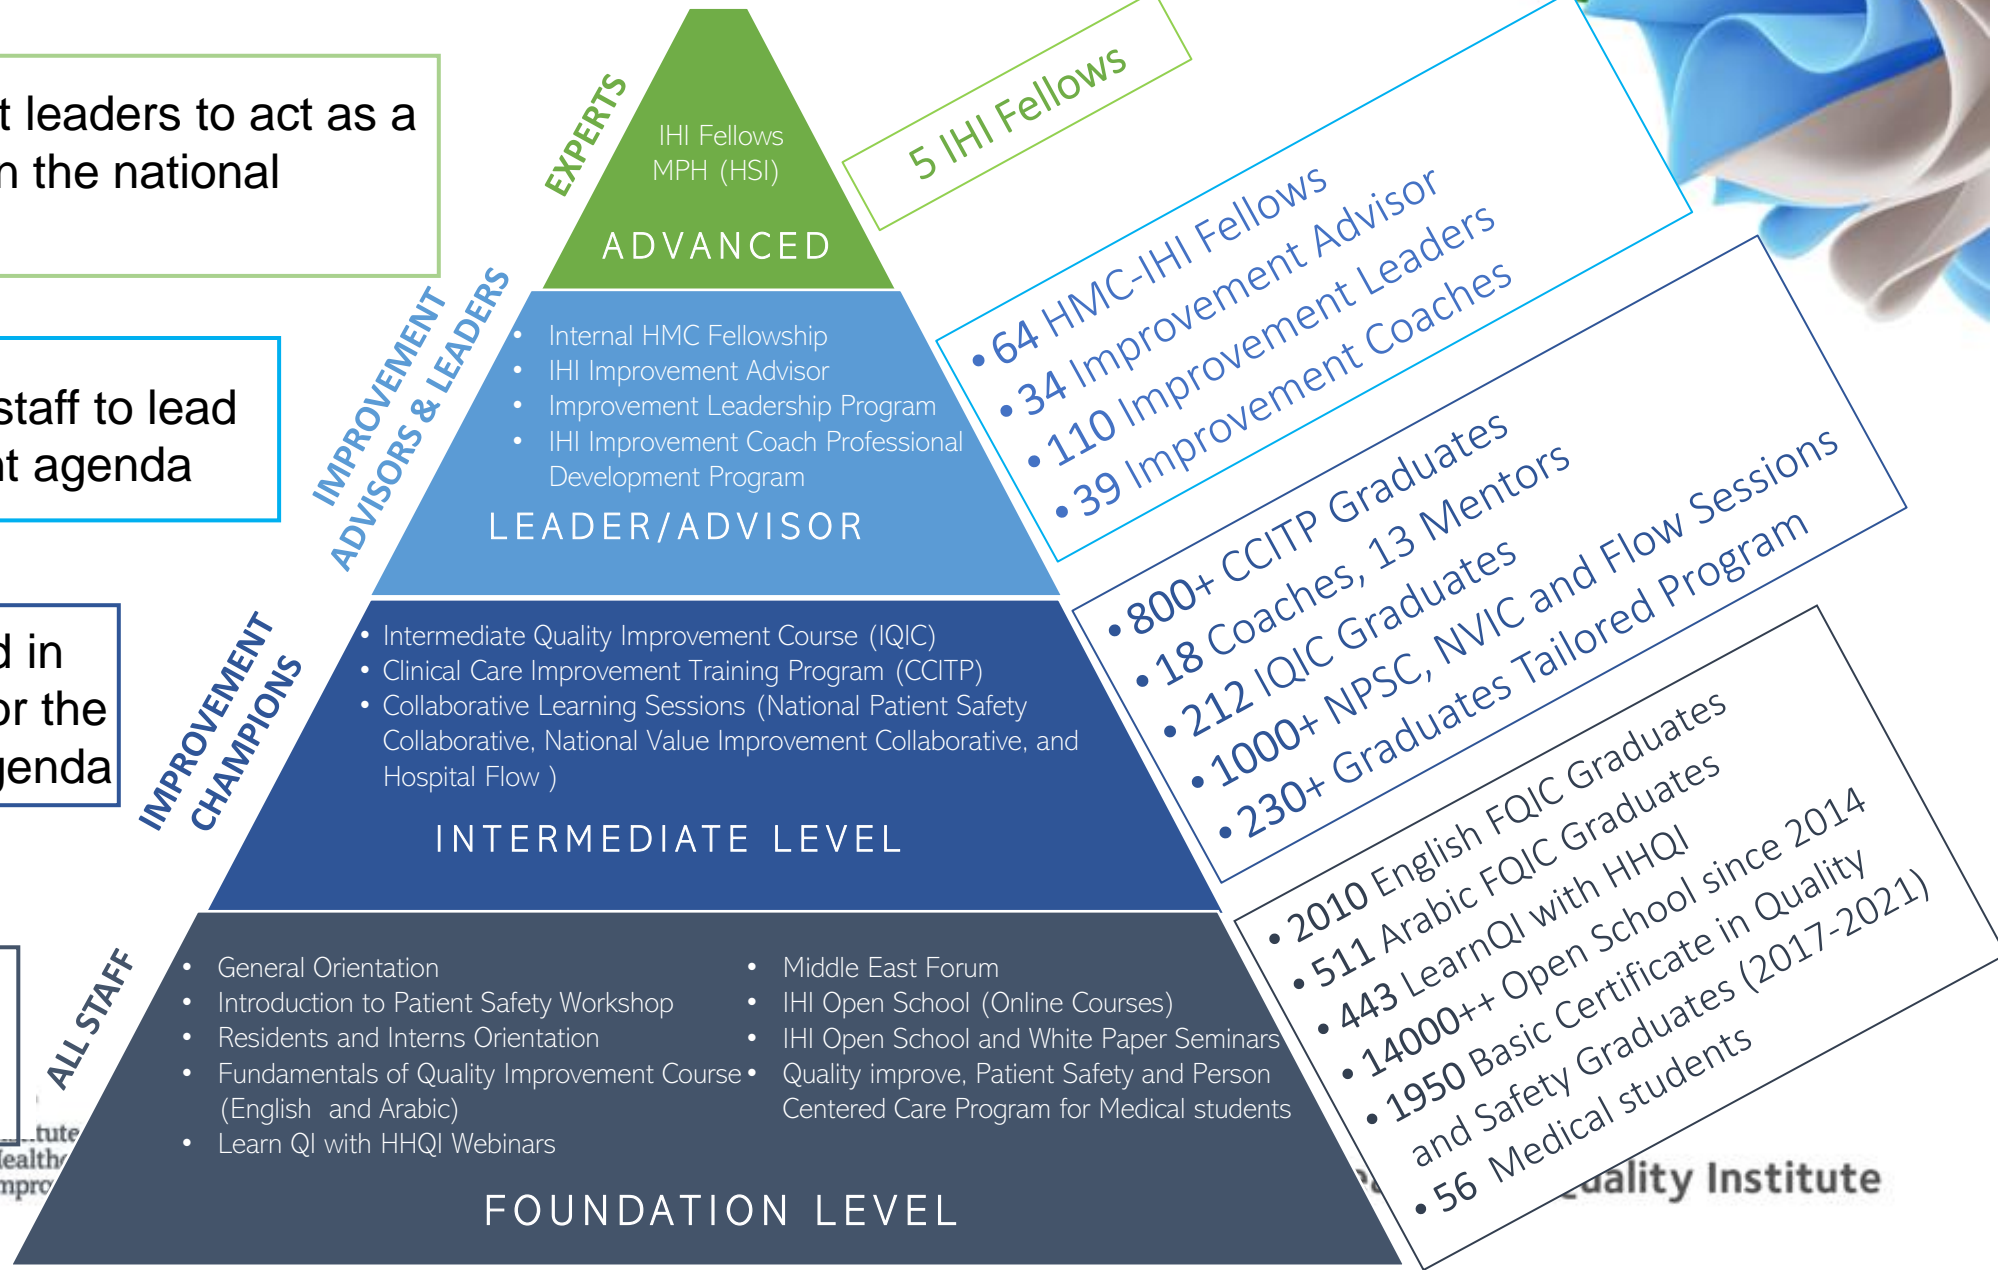 t leaders to act as a
n the national
staff to lead
nt agenda
d in
or the
genda
EXPERTS
IMPROVEMENT
ADVISORS & LEADERS
IMPROVEMENT
CHAMPIONS
ALL STAFF
IHI Fellows
MPH (HSI)
ADVANCED
• Internal HMC Fellowship
• IHI Improvement Advisor
• Improvement Leadership Program
• IHI Improvement Coach Professional
Development Program
LEADER/ADVISOR
• Intermediate Quality Improvement Course (IQIC)
• Clinical Care Improvement Training Program (CCITP)
• Collaborative Learning Sessions (National Patient Safety
Collaborative, National Value Improvement Collaborative, and
Hospital Flow )
INTERMEDIATE LEVEL
• General Orientation
• Introduction to Patient Safety Workshop
• Residents and Interns Orientation
• Fundamentals of Quality Improvement Course
(English and Arabic)
• Learn QI with HHQI Webinars
• Middle East Forum
• IHI Open School (Online Courses)
• IHI Open School and White Paper Seminars
• Quality improve, Patient Safety and Person
Centered Care Program for Medical students
FOUNDATION LEVEL
5 IHI Fellows
• 64 HMC-IHI Fellows
• 34 Improvement Advisor
• 110 Improvement Leaders
• 39 Improvement Coaches
• 800+ CCITP Graduates
• 18 Coaches, 13 Mentors
• 212 IQIC Graduates
• 1000+ NPSC, NVIC and Flow Sessions
• 230+ Graduates Tailored Program
• 2010 English FQIC Graduates
• 511 Arabic FQIC Graduates
• 443 LearnQI with HHQI
• 14000++ Open School since 2014
• 1950 Basic Certificate in Quality
and Safety Graduates (2017-2021)
• 56 Medical students
tute
Health
mpro
uality Institute